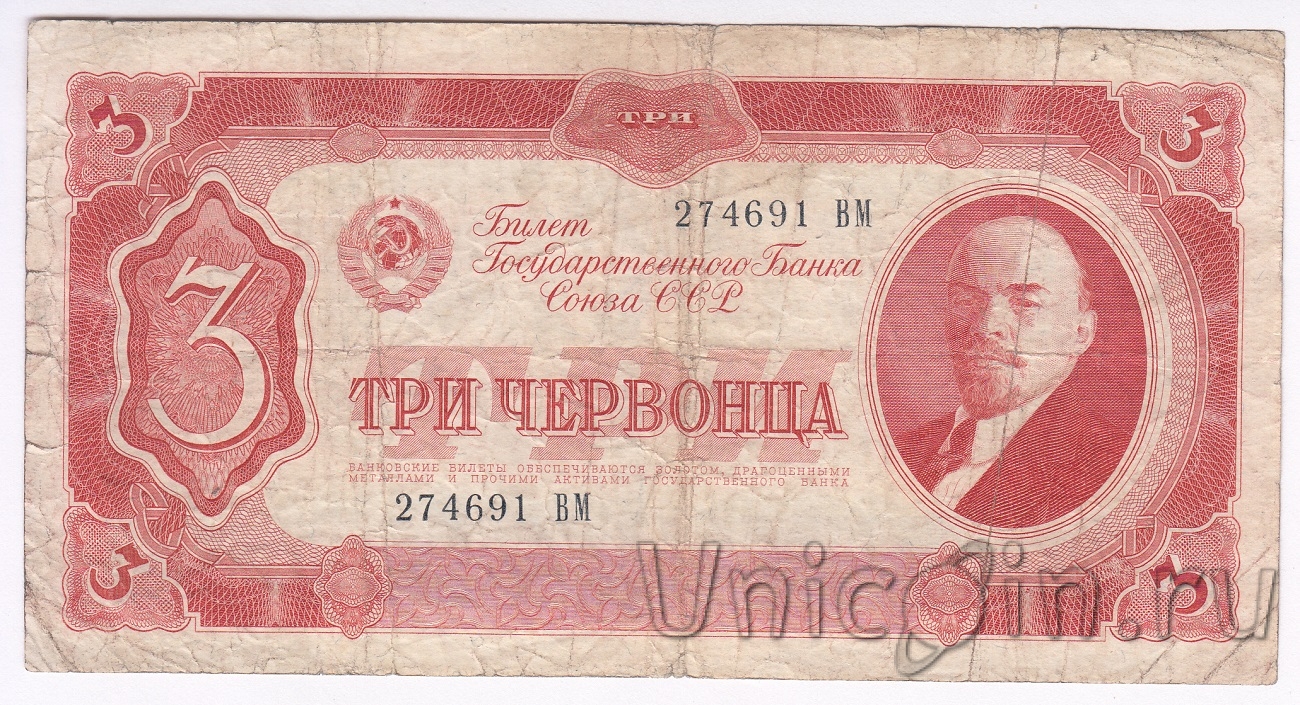 3
ТРИ
3
274691 ВМ
Билет
Государственного Банка
Союза ССР
3
ТРИ
ТРИ ЧЕРВОНЦА
БАНКОВСКИЕ БИЛЕТЫ ОБЕСПЕЧИВАЮТСЯ ЗОЛОТОМ, ДРАГОЦЕННЫМИ
МЕТАЛЛАМИ И ПРОЧИМИ АКТИВАМИ ГОСУДАРСТВЕННОГО БАНКА
274691 ВМ
3
3
Unicoin.ru